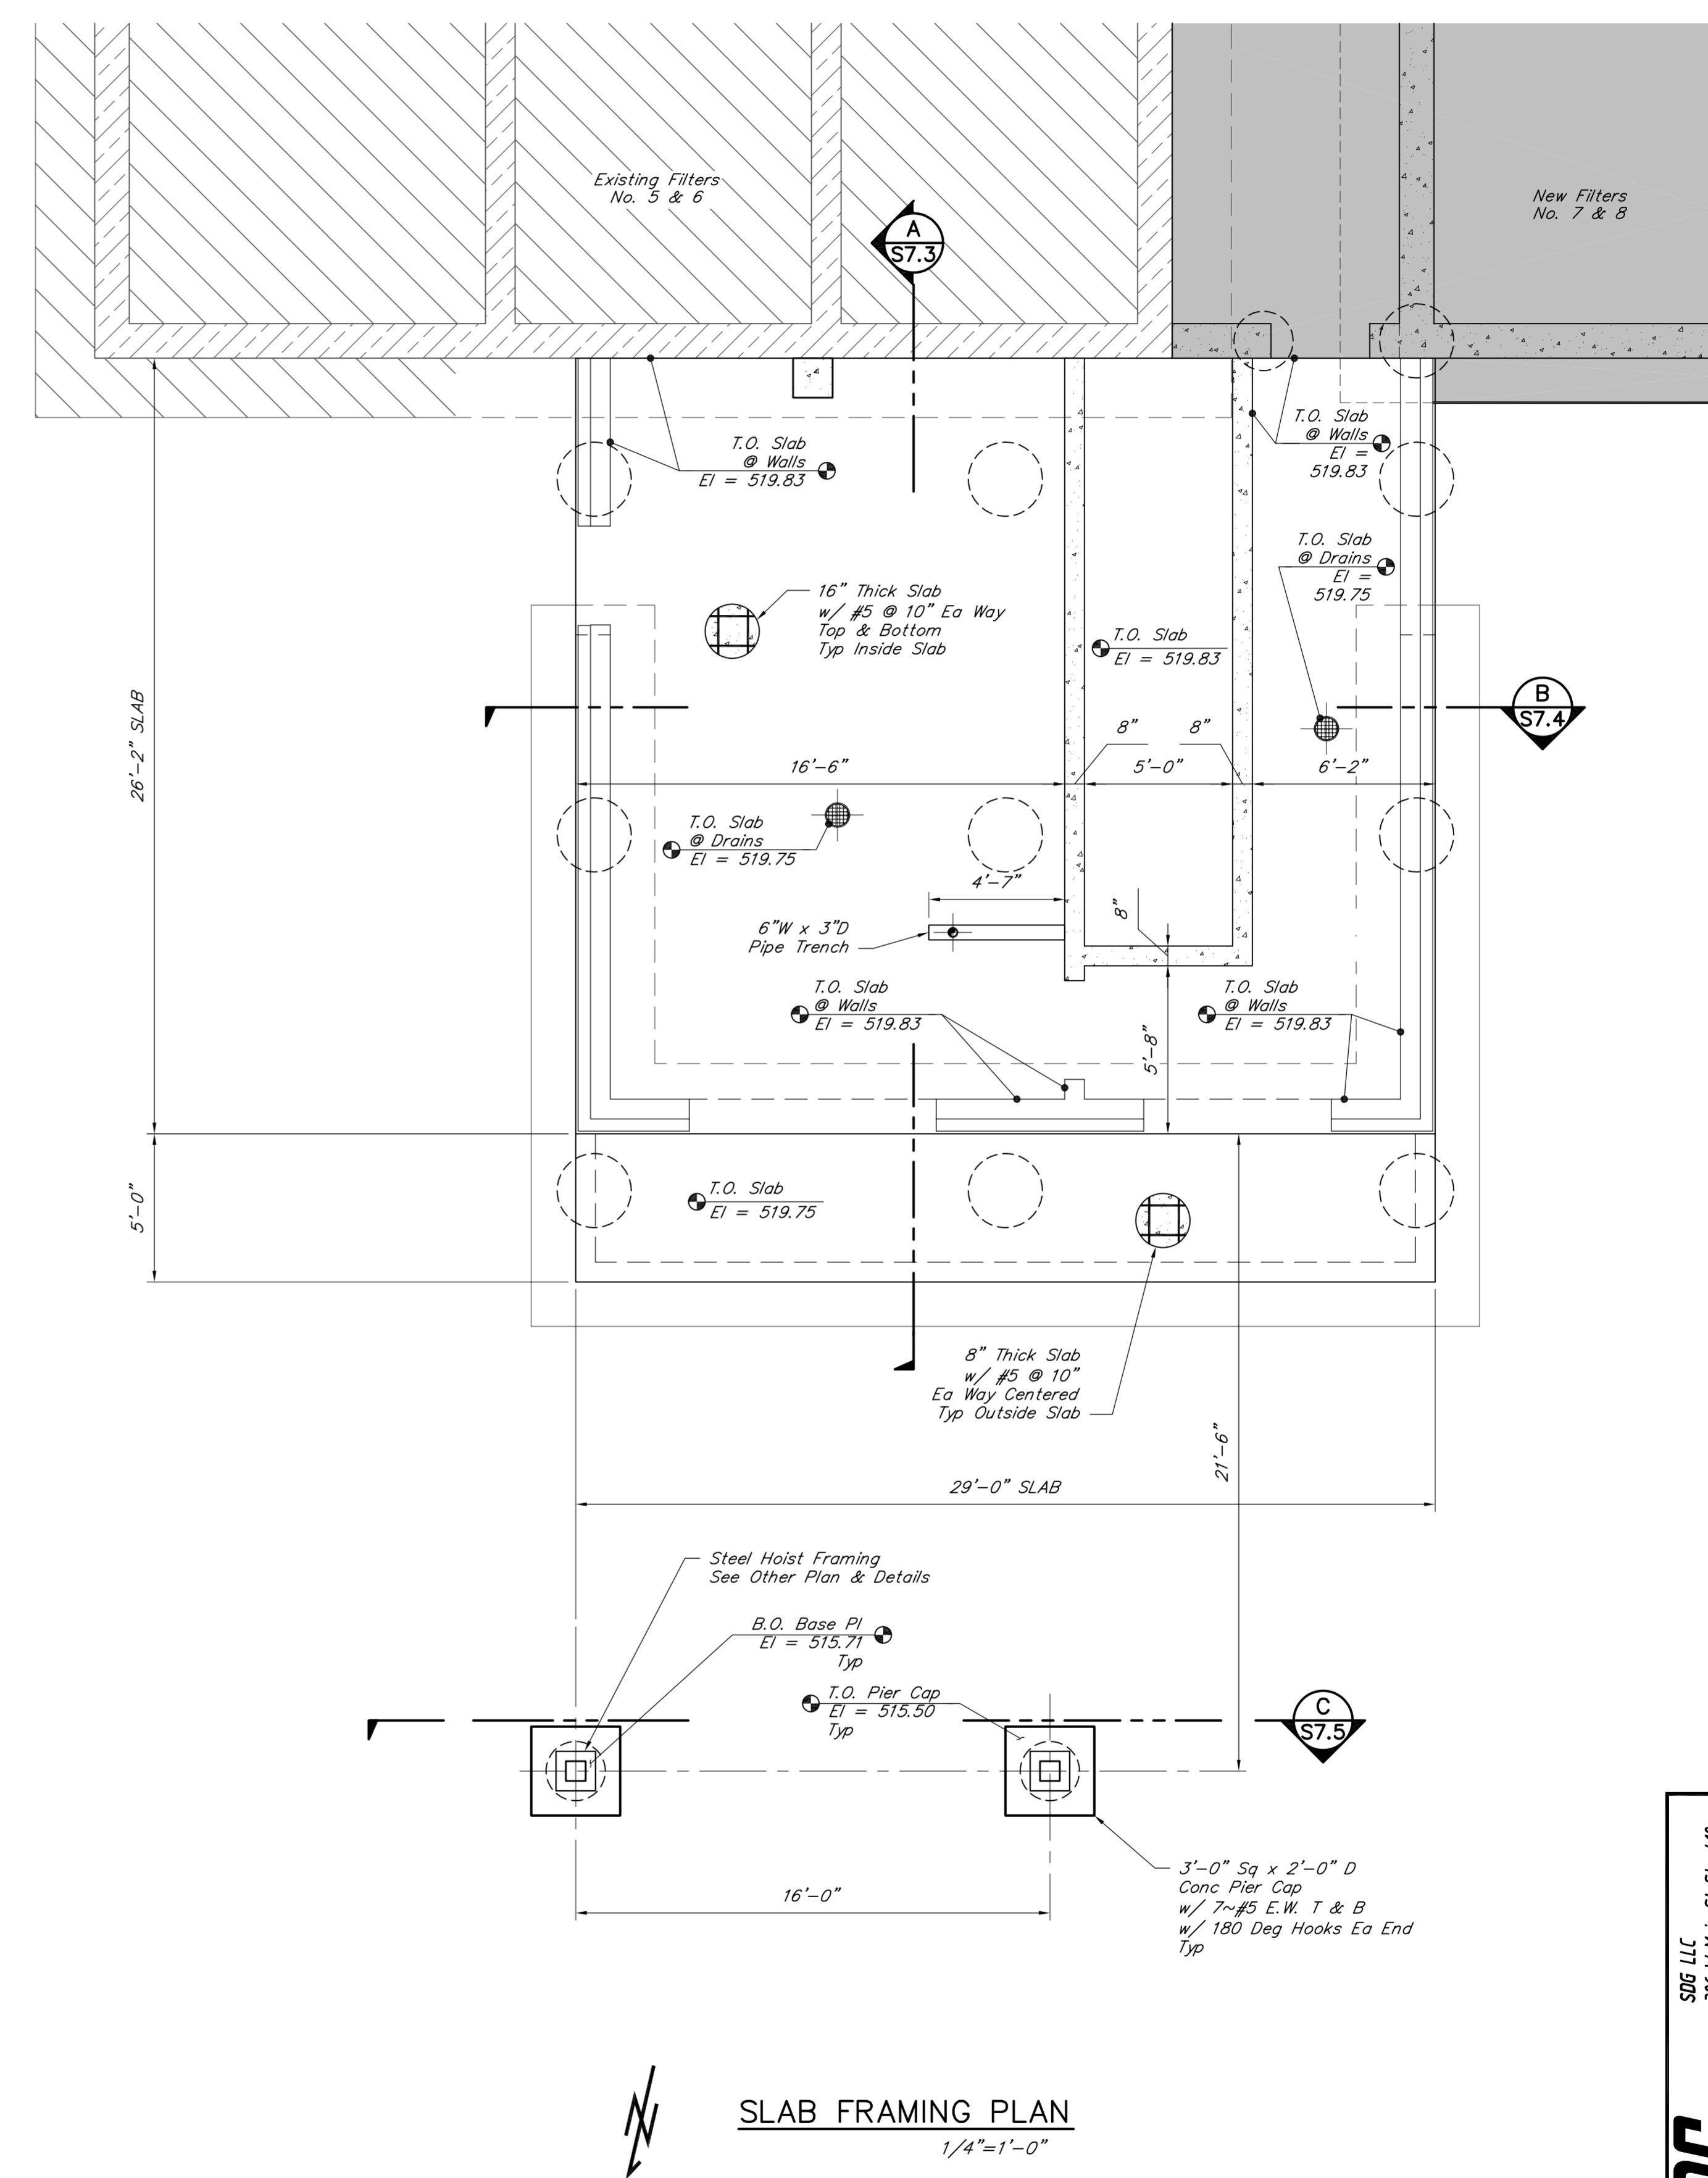 Existing Filters
No. 5 & 6
New Filters
No. 7 & 8
A
S7.3
T.O. Slab
@ Walls
El = 519.83
T.O. Slab
@ Walls
El =
519.83
T.O. Slab
@ Drains
El =
519.75
16" Thick Slab
w/ #5 @ 10" Ea Way
Top & Bottom
Typ Inside Slab
T.O. Slab
El = 519.83
26'-2" SLAB
B
S7.4
8"
8"
16'-6"
5'-0"
6'-2"
T.O. Slab
@ Drains
El = 519.75
4'-7"
8"
6"W x 3"D
Pipe Trench
T.O. Slab
@ Walls
El = 519.83
T.O. Slab
@ Walls
El = 519.83
5'-8"
5'-0"
T.O. Slab
El = 519.75
8" Thick Slab
w/ #5 @ 10"
Ea Way Centered
Typ Outside Slab
21'-6"
29'-0" SLAB
Steel Hoist Framing
See Other Plan & Details
B.O. Base Pl
El = 515.71
Typ
T.O. Pier Cap
El = 515.50
Typ
C
S7.5
16'-0"
3'-0" Sq x 2'-0" D
Conc Pier Cap
w/ 7~#5 E.W. T & B
w/ 180 Deg Hooks Ea End
Typ
SDG LLC
N
SLAB FRAMING PLAN
1/4"=1'-0"